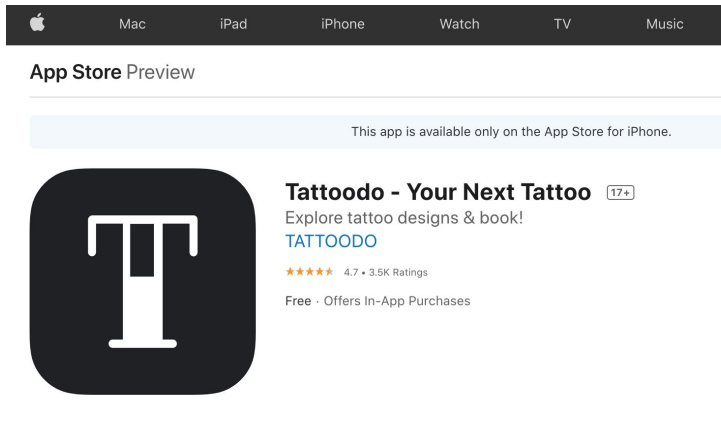 Mac iPad iPhone Watch TV Music
App Store Preview
This app is available only on the App Store for iPhone.
Tattoodo - Your Next Tattoo 17+
Explore tattoo designs & book!
TATTOODO
4.7 • 3.5K Ratings
Free · Offers In-App Purchases
T